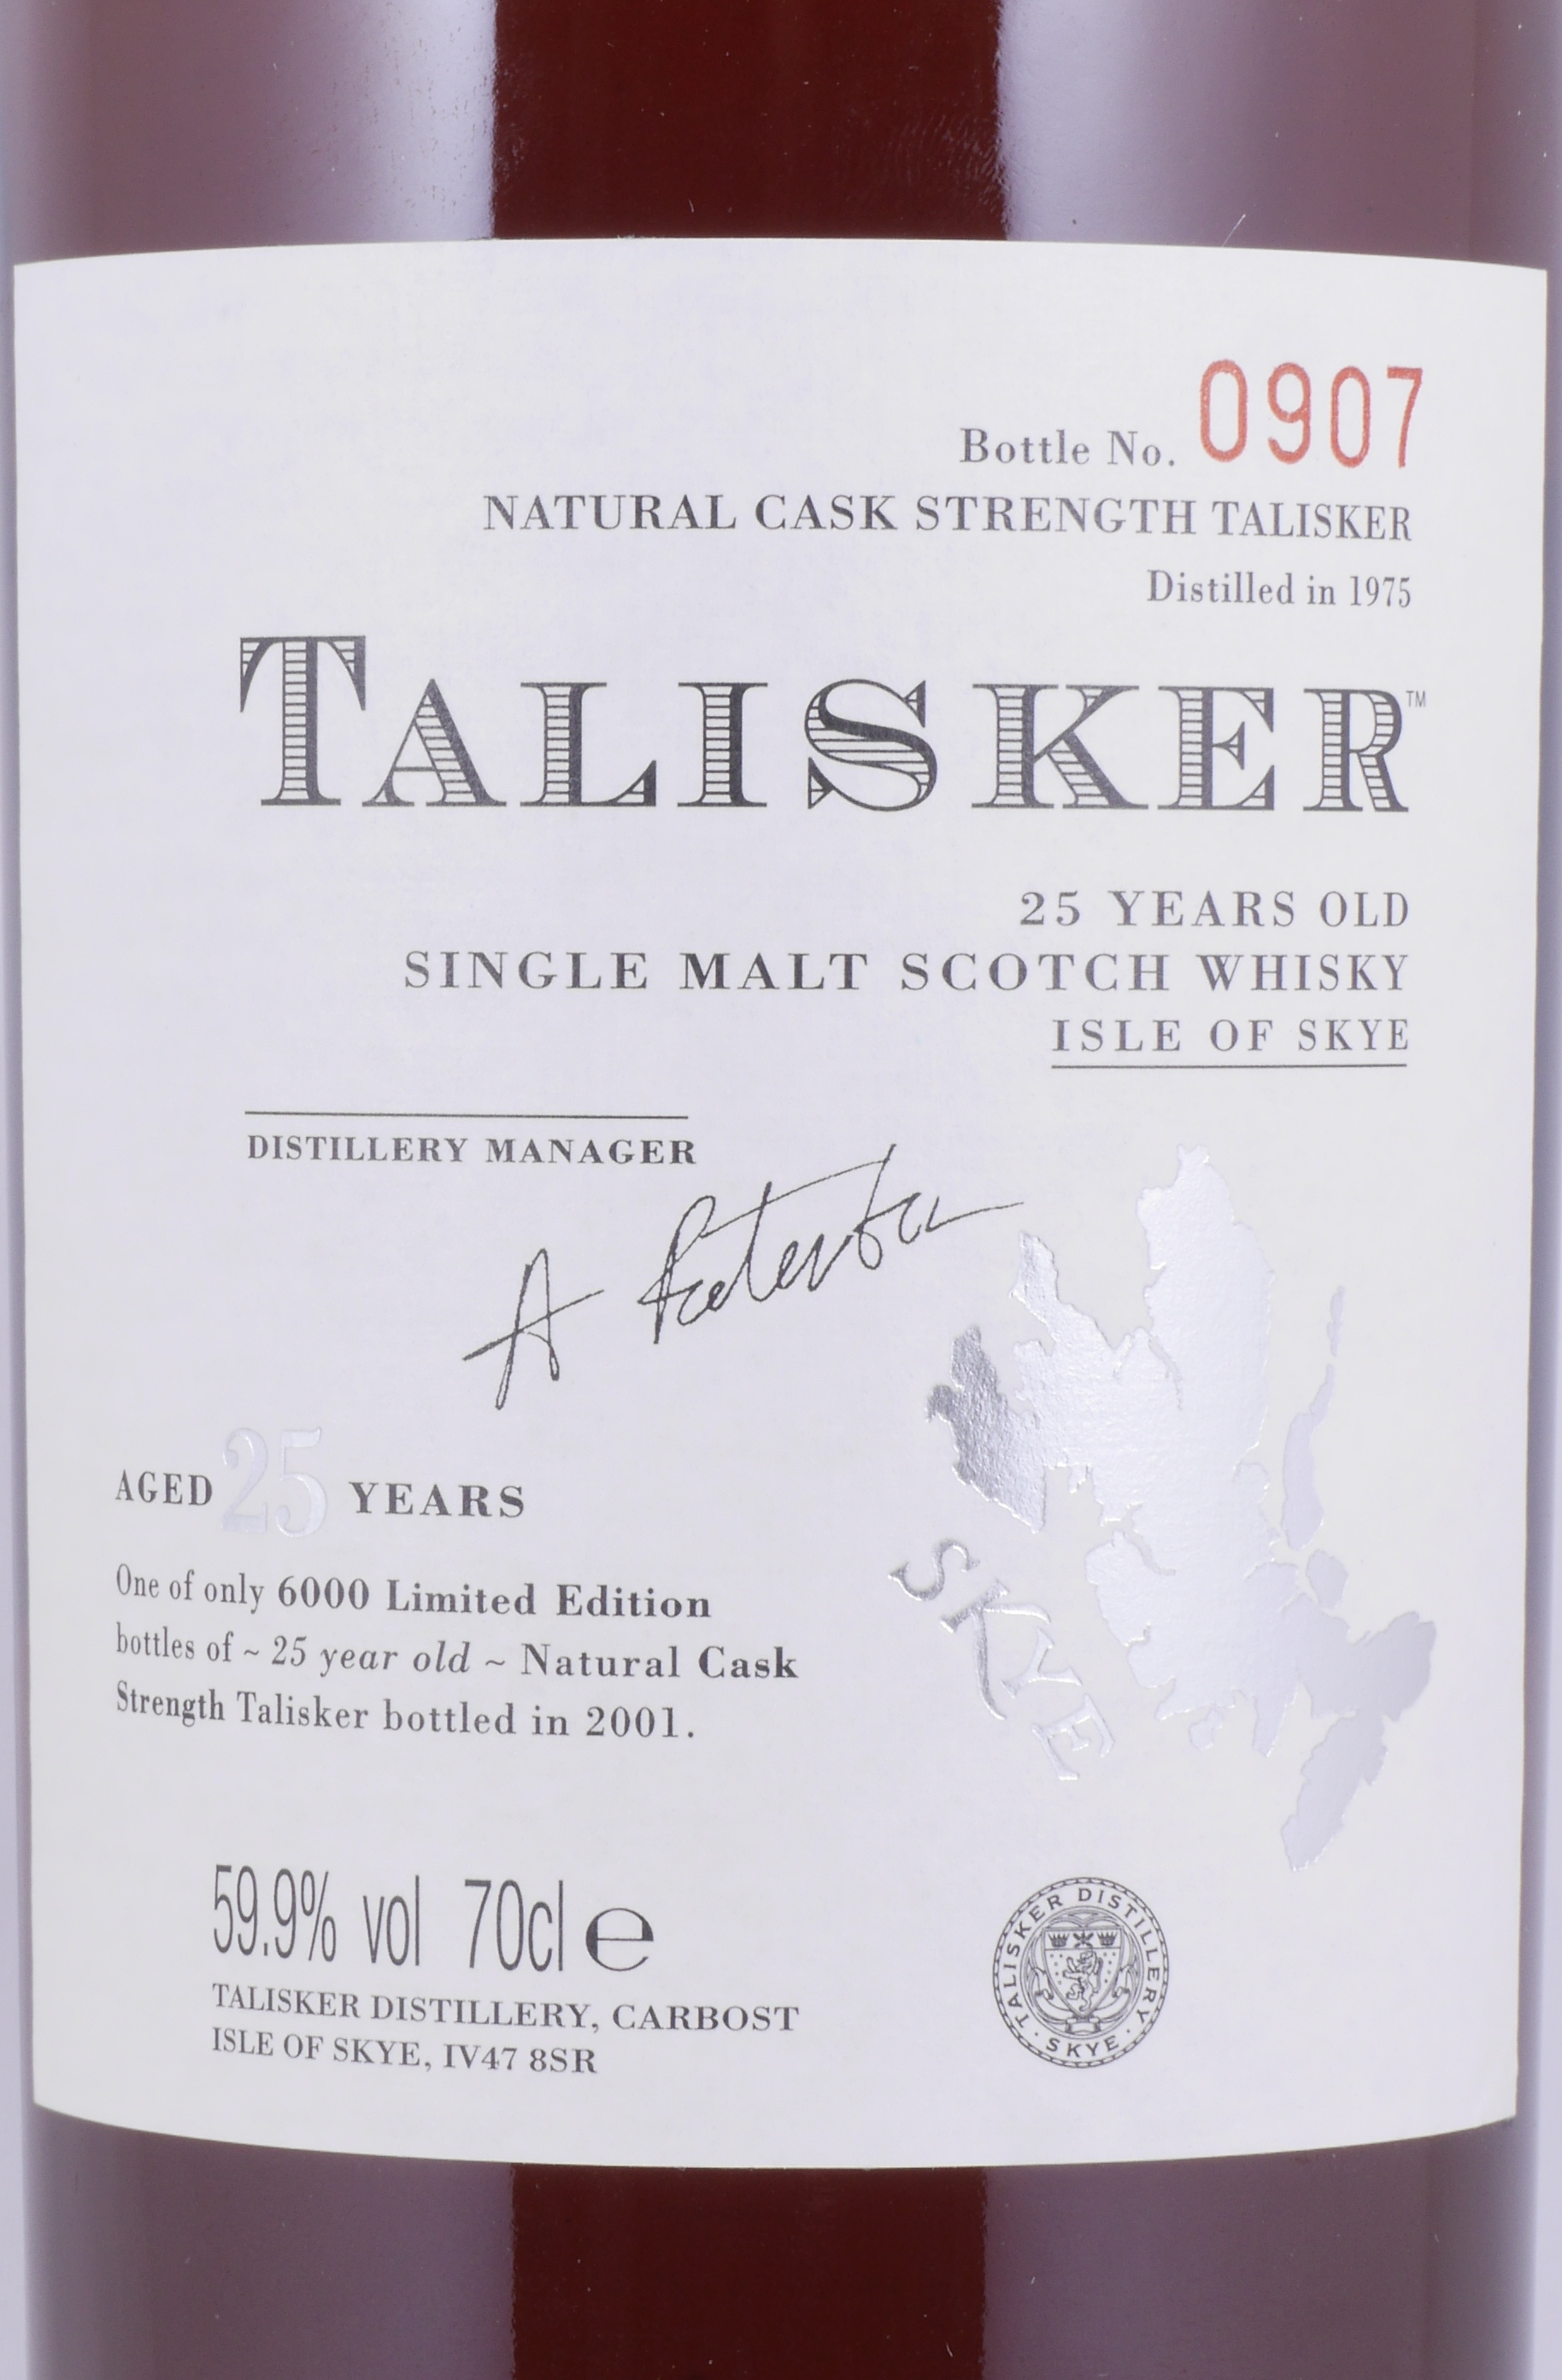 Bottle No. 0907
NATURAL CASK STRENGTH TALISKER
Distilled in 1975
TALISKER™
25 YEARS OLD
SINGLE MALT SCOTCH WHISKY
ISLE OF SKYE
DISTILLERY MANAGER
A
AGED 25 YEARS
One of only 6000 Limited Edition
bottles of ~ 25 year old ~ Natural Cask
Strength Talisker bottled in 2001.
SKYE
59.9% vol 70cl e
TALISKER DISTILLERY, CARBOST
ISLE OF SKYE, IV47 8SR
TALISKER DISTILLERY · SKYE ·